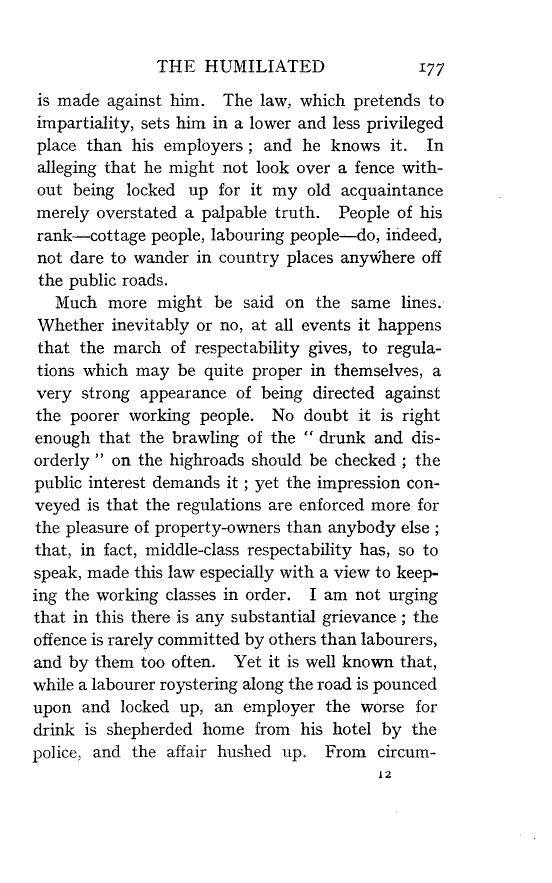 THE HUMILIATED 177
is made against him. The law, which pretends to
impartiality, sets him in a lower and less privileged
place than his employers ; and he knows it. In
alleging that he might not look over a fence with-
out being locked up for it my old acquaintance
merely overstated a palpable truth. People of his
rank—cottage people, labouring people—do, indeed,
not dare to wander in country places anywhere off
the public roads.
Much more might be said on the same lines.
Whether inevitably or no, at all events it happens
that the march of respectability gives, to regula-
tions which may be quite proper in themselves, a
very strong appearance of being directed against
the poorer working people. No doubt it is right
enough that the brawling of the “ drunk and dis-
orderly ” on the highroads should be checked ; the
public interest demands it ; yet the impression con-
veyed is that the regulations are enforced more for
the pleasure of property-owners than anybody else ;
that, in fact, middle-class respectability has, so to
speak, made this law especially with a view to keep-
ing the working classes in order. I am not urging
that in this there is any substantial grievance ; the
offence is rarely committed by others than labourers,
and by them too often. Yet it is well known that,
while a labourer roystering along the road is pounced
upon and locked up, an employer the worse for
drink is shepherded home from his hotel by the
police, and the affair hushed up. From circum-
12